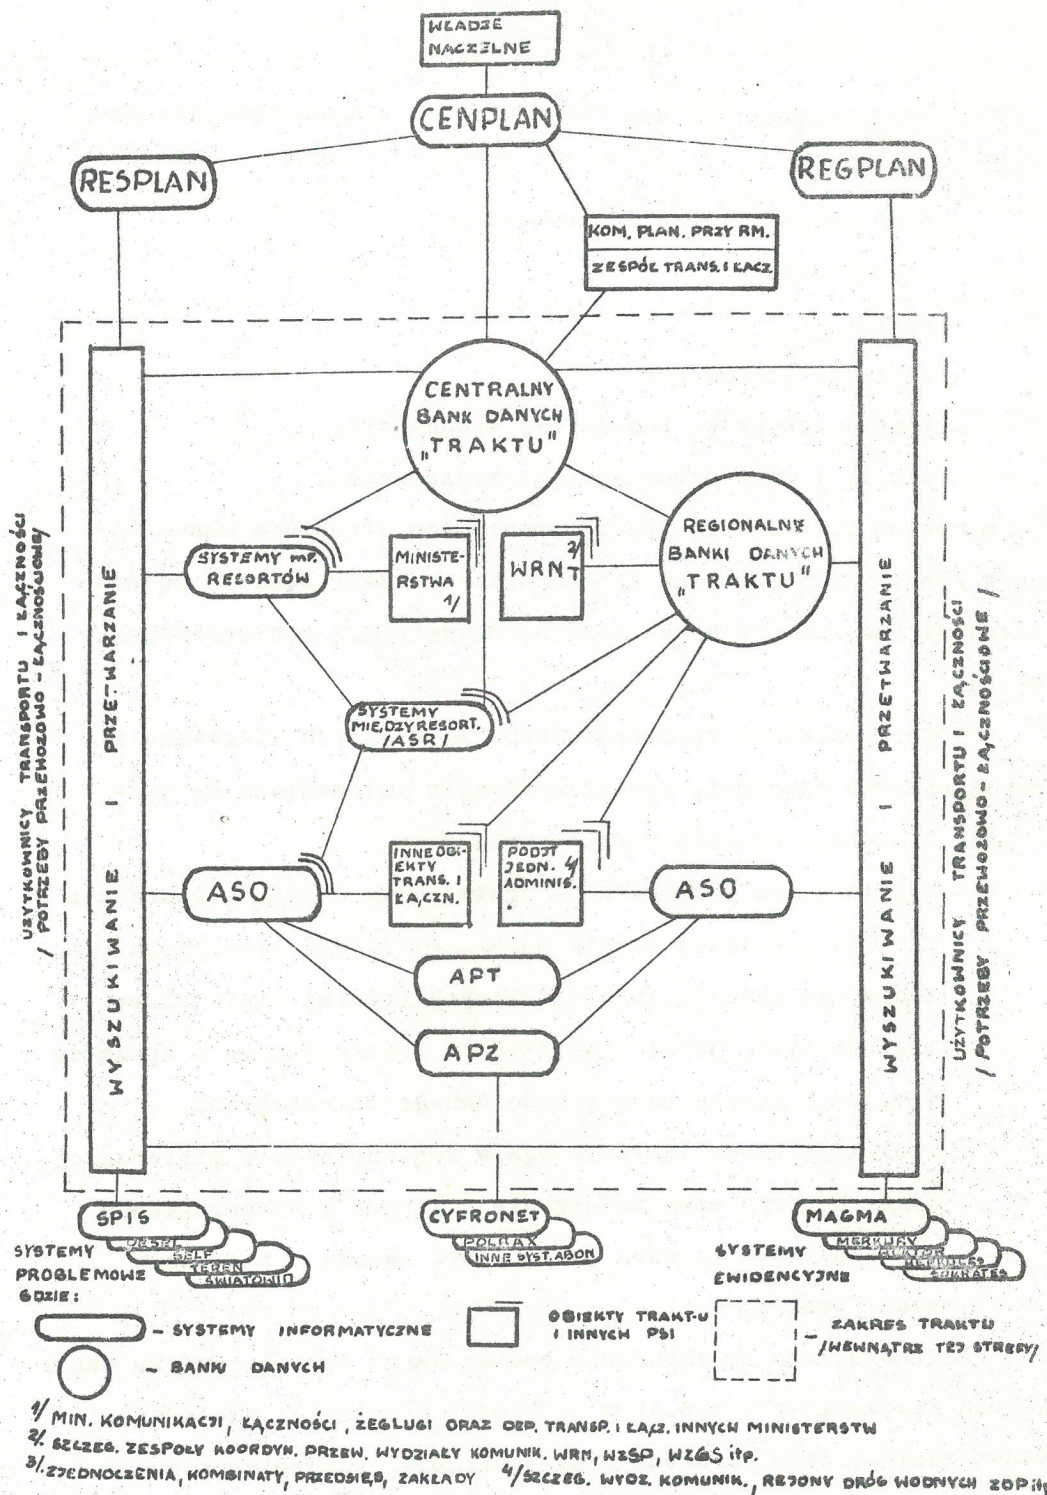 WŁADZE
NACZELNE
CENPLAN
RESPLAN
REGPLAN
KOM. PLAN. PRZY RM.
ZESPÓŁ TRANS. I ŁĄCZ.
CENTRALNY
BANK DANYCH
„TRAKTU"
REGIONALNE
BANKI DANYCH
„TRAKTU"
SYSTEMY
RESORTÓW
MINISTE-
RSTWA
1/
2/
WRN
SYSTEMY
MIĘDZYRESORT.
/ASR/
ASO
INNE OBI-
EKTY
TRANS. I
ŁĄCZN.
JEDN. 4/
ADMINIS.
ASO
APT
APZ
WYSZUKIWANIE I PRZETWARZANIE
WYSZUKIWANIE I PRZETWARZANIE
UŻYTKOWNICY TRANSPORTU I ŁĄCZNOŚCI
/ POTRZEBY PRZEWOZOWO - ŁĄCZNOŚCIOWE /
UŻYTKOWNICY TRANSPORTU I ŁĄCZNOŚCI
/ POTRZEBY PRZEWOZOWO - ŁĄCZNOŚCIOWE /
SPIS
SELF
TEREN
ŚWIATOWID
CYFRONET
POLRAX
INNE SYST. ABON
MAGMA
MERKURY
HERKULES
SOKRATES
SYSTEMY
PROBLEMOWE
SYSTEMY
EWIDENCYJNE
GDZIE:
- SYSTEMY INFORMATYCZNE
OBIEKTY TRAKT-U
I INNYCH PSI
- ZAKRES TRAKTU
/WEWNĄTRZ TEJ STREFY/
- BANKI DANYCH
1/ MIN. KOMUNIKACJI, ŁĄCZNOŚCI, ŻEGLUGI ORAZ DEP. TRANSP. I ŁĄCZ. INNYCH MINISTERSTW
2/. SZCZEG. ZESPOŁY KOORDYN. PRZEW. WYDZIAŁY KOMUNIK. WRN, WZSP, WZGS itp.
3/. ZJEDNOCZENIA, KOMBINATY, PRZEDSIĘB, ZAKŁADY 4/SZCZEG. WYDZ. KOMUNIK., REJONY DRÓG WODNYCH ZDP itp